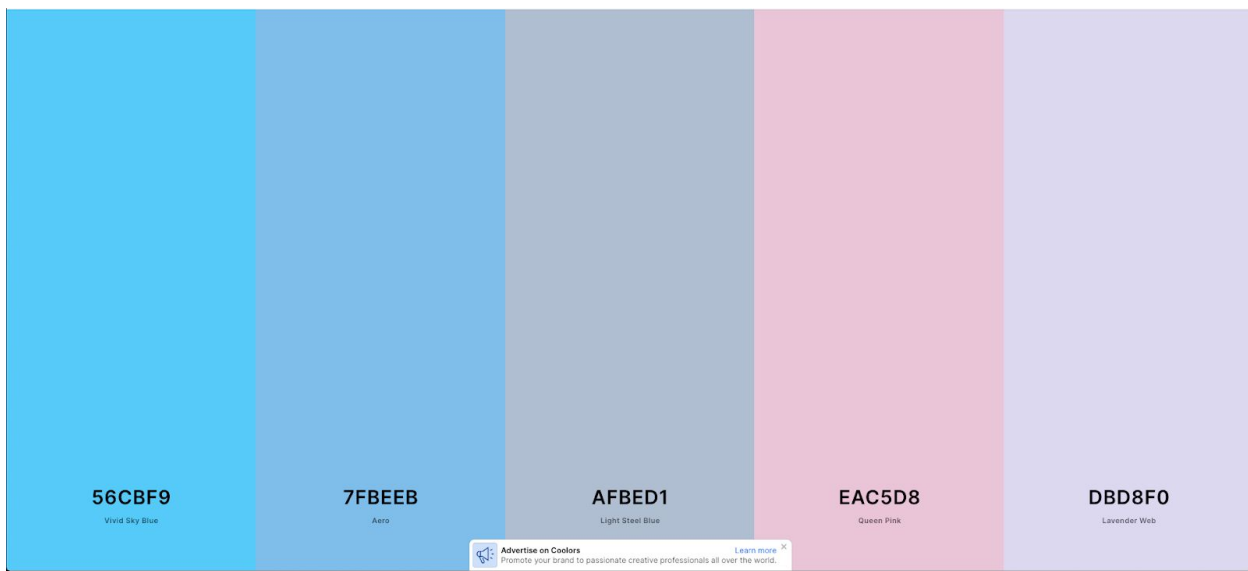 56CBF9
Vivid Sky Blue
7FBEEB
Aero
AFBED1
Light Steel Blue
EAC5D8
Queen Pink
DBD8F0
Lavender Web
Advertise on Coolors
Learn more
Promote your brand to passionate creative professionals all over the world.